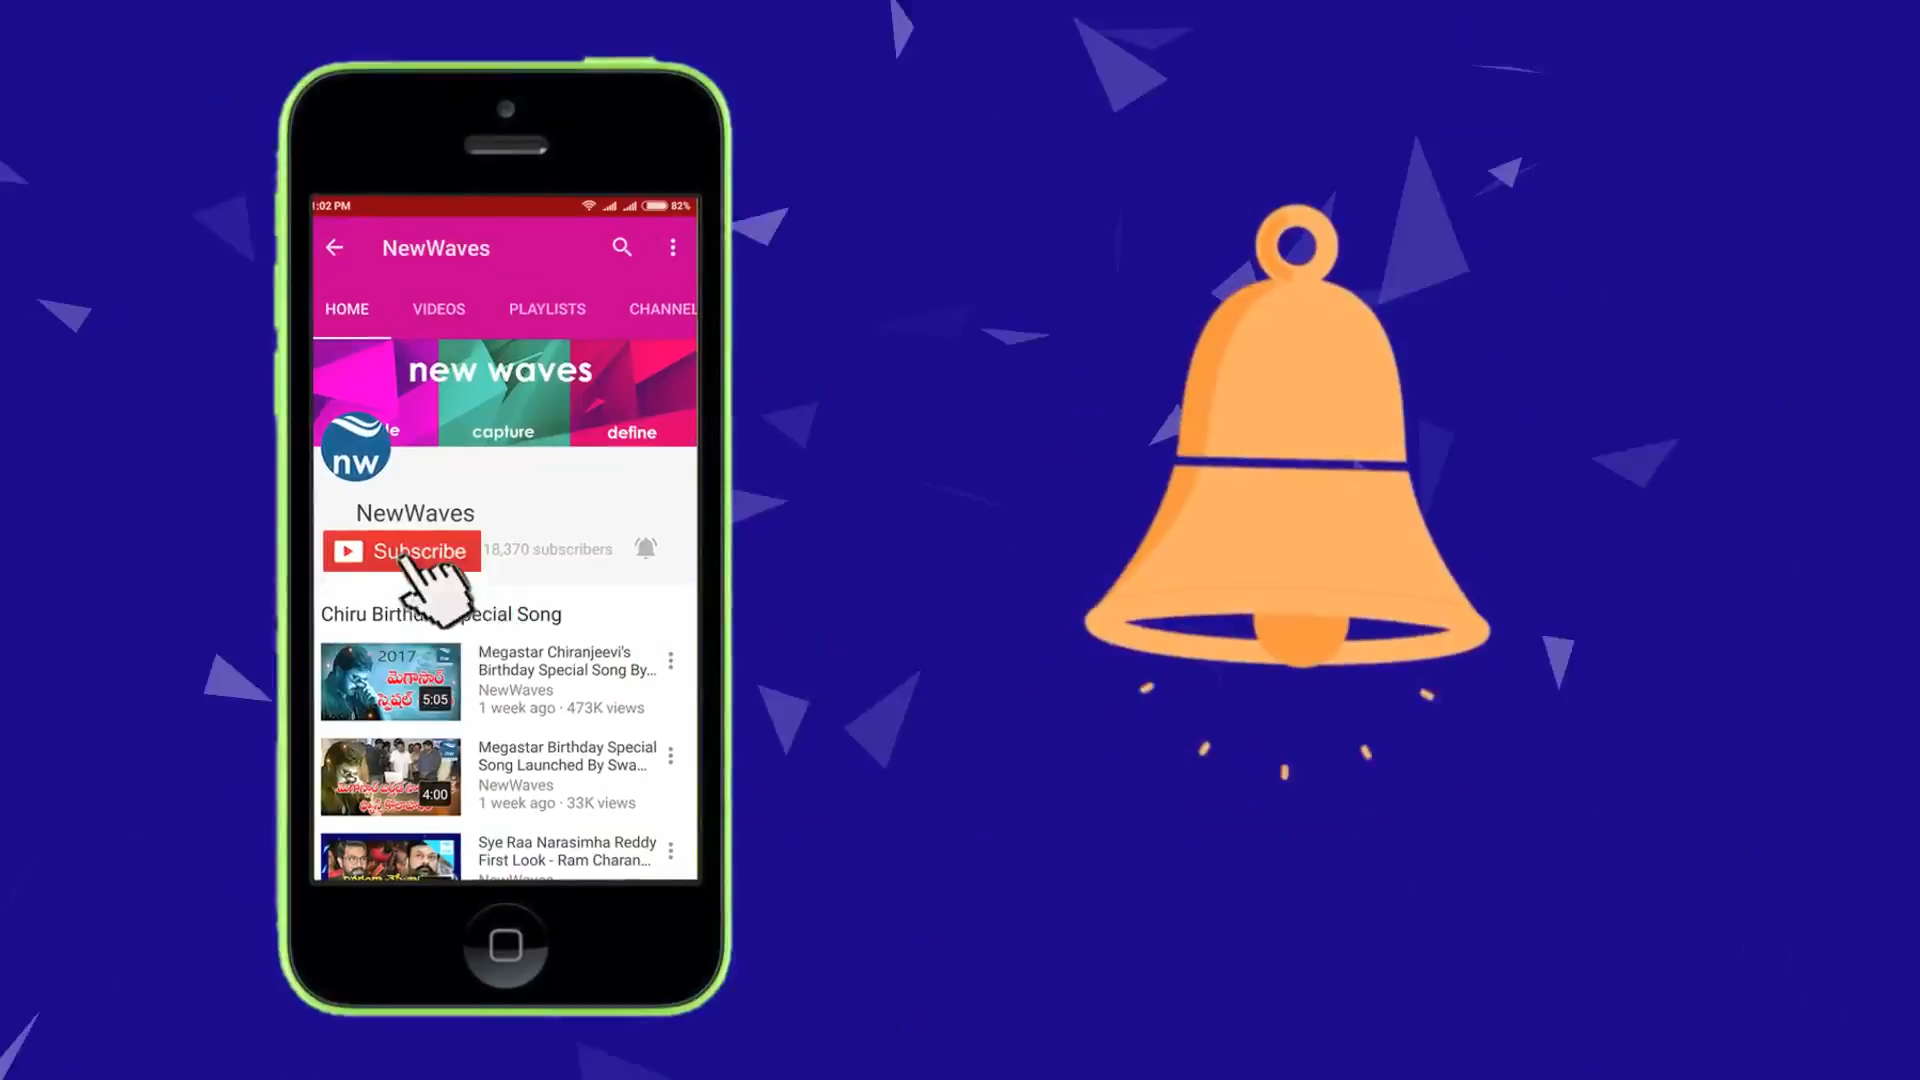 1:02 PM
82%
NewWaves
HOME VIDEOS PLAYLISTS CHANNEL
new waves
capture define
nw
NewWaves
Subscribe 18,370 subscribers
Chiru Birth ecial Song
2017
మెగాస్టార్
స్పెషల్
5:05
Megastar Chiranjeevi's
Birthday Special Song By...
NewWaves
1 week ago · 473K views
4:00
Megastar Birthday Special
Song Launched By Swa...
NewWaves
1 week ago · 33K views
Sye Raa Narasimha Reddy
First Look - Ram Charan...
NewWaves